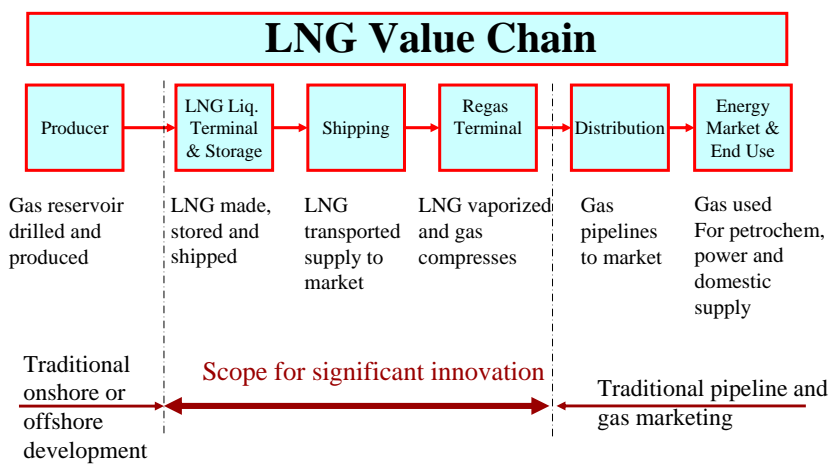 LNG Value Chain
Producer
LNG Liq.
Terminal
& Storage
Shipping
Regas
Terminal
Distribution
Energy
Market &
End Use
Gas reservoir
drilled and
produced
LNG made,
stored and
shipped
LNG
transported
supply to
market
LNG vaporized
and gas
compresses
Gas
pipelines
to market
Gas used
For petrochem,
power and
domestic
supply
Traditional
onshore or
offshore
development
Scope for significant innovation
Traditional pipeline and
gas marketing